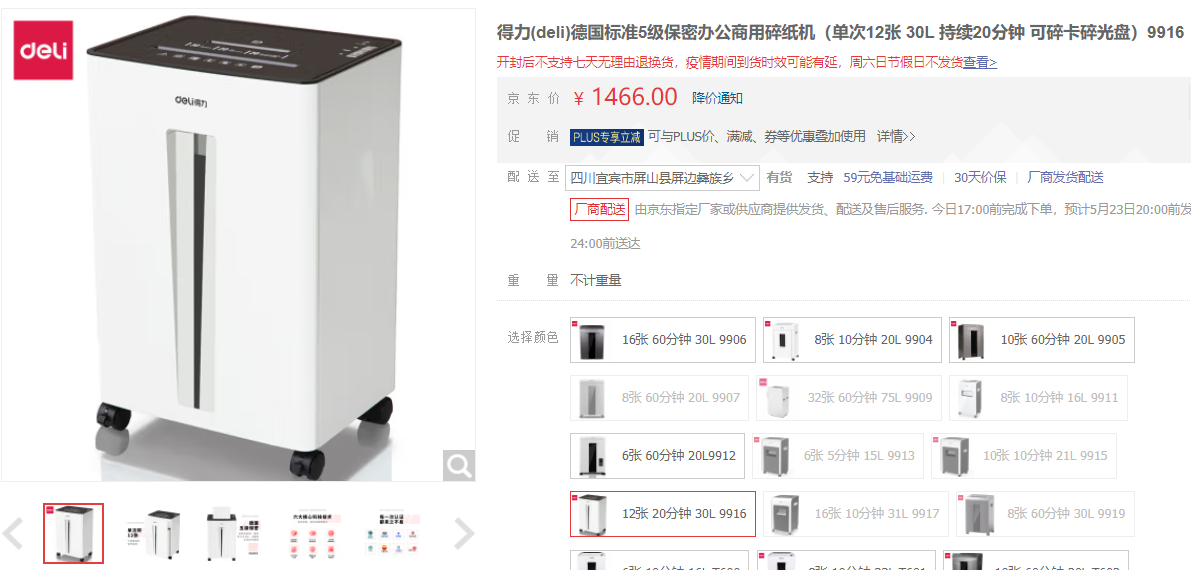 deli
deli得力
得力(deli)德国标准5级保密办公商用碎纸机（单次12张 30L 持续20分钟 可碎卡碎光盘）9916
开封后不支持七天无理由退换货，疫情期间到货时效可能有延，周六日节假日不发货查看>
京 东 价 ￥ 1466.00 降价通知
促 销 PLUS专享立减 可与PLUS价、满减、券等优惠叠加使用 详情>>
配 送 至 四川宜宾市屏山县屏边彝族乡 有货 支持 59元免基础运费 30天价保 厂商发货配送
厂商配送 由京东指定厂家或供应商提供发货、配送及售后服务. 今日17:00前完成下单，预计5月23日20:00前发
24:00前送达
重 量 不计重量
选择颜色 16张 60分钟 30L 9906 8张 10分钟 20L 9904 10张 60分钟 20L 9905
8张 60分钟 20L 9907 32张 60分钟 75L 9909 8张 10分钟 16L 9911
6张 60分钟 20L9912 6张 5分钟 15L 9913 10张 10分钟 21L 9915
12张 20分钟 30L 9916 16张 10分钟 31L 9917 8张 60分钟 30L 9919